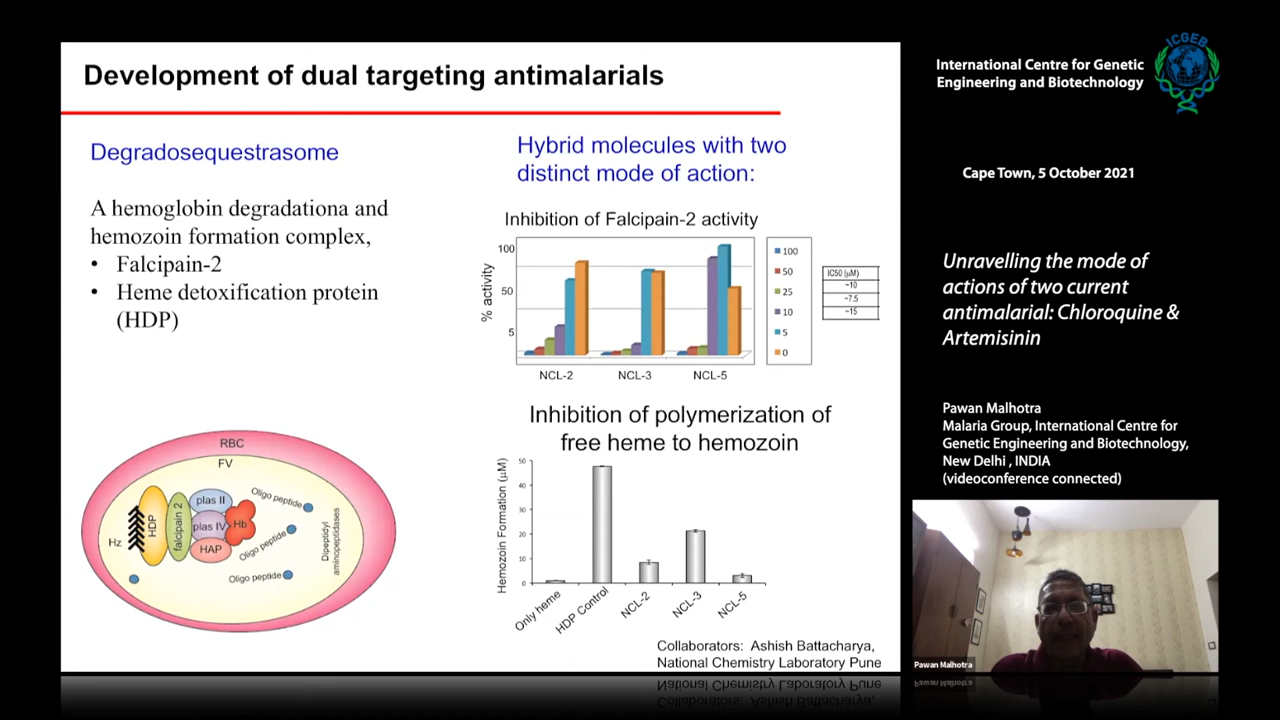 Development of dual targeting antimalarials
Degradosequestrasome
A hemoglobin degradationa and
hemozoin formation complex,
• Falcipain-2
• Heme detoxification protein
(HDP)
RBC
FV
Hz
HDP
falcipain 2
plas II
plas IV
HAP
Hb
Oligo peptide
Oligo peptide
Oligo peptide
Dipeptidyl
aminopeptidases
Hybrid molecules with two
distinct mode of action:
Inhibition of Falcipain-2 activity
% activity
100
50
5
NCL-2
NCL-3
NCL-5
100
50
25
10
5
0
IC50 (µM)
~10
~7.5
~15
Inhibition of polymerization of
free heme to hemozoin
Hemozoin Formation (µM)
50
40
30
20
10
0
Only heme
HDP Control
NCL-2
NCL-3
NCL-5
Collaborators: Ashish Battacharya,
National Chemistry Laboratory Pune
International Centre for Genetic
Engineering and Biotechnology
ICGEB
Cape Town, 5 October 2021
Unravelling the mode of
actions of two current
antimalarial: Chloroquine &
Artemisinin
Pawan Malhotra
Malaria Group, International Centre for
Genetic Engineering and Biotechnology,
New Delhi , INDIA
(videoconference connected)
Pawan Malhotra